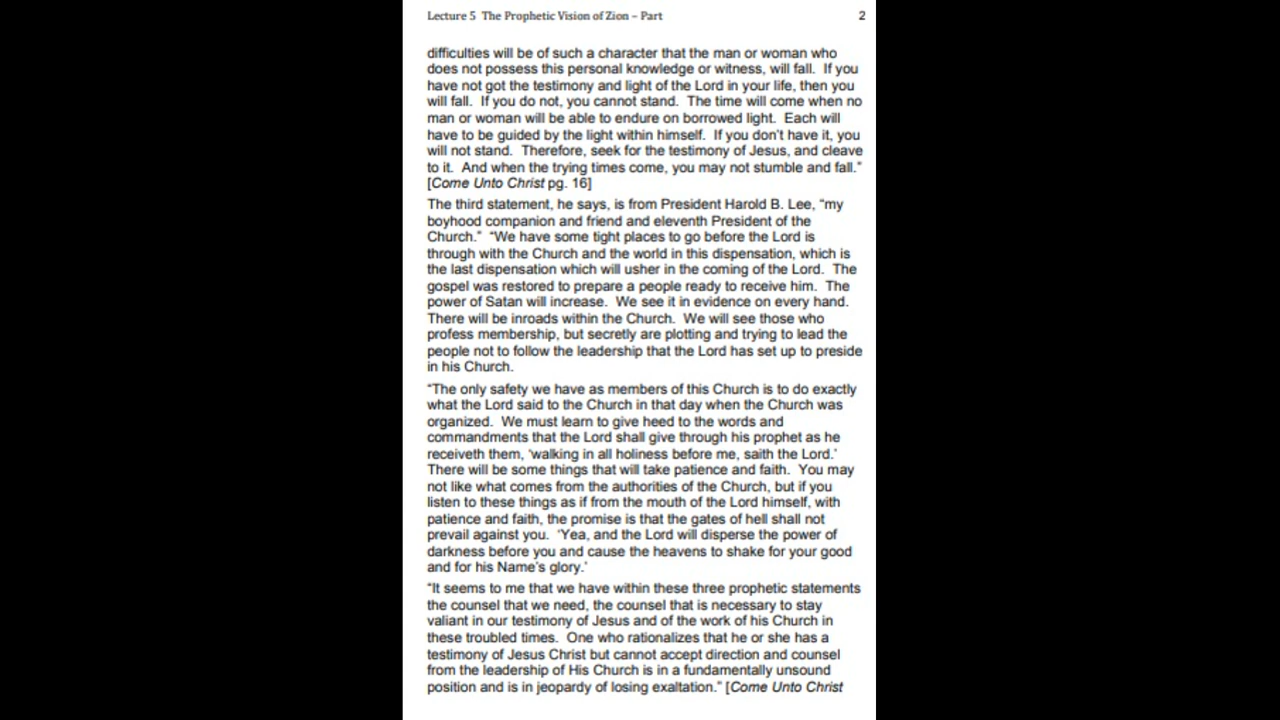 Lecture 5  The Prophetic Vision of Zion – Part 2
difficulties will be of such a character that the man or woman who
does not possess this personal knowledge or witness, will fall.  If you
have not got the testimony and light of the Lord in your life, then you
will fall.  If you do not, you cannot stand.  The time will come when no
man or woman will be able to endure on borrowed light.  Each will
have to be guided by the light within himself.  If you don't have it, you
will not stand.  Therefore, seek for the testimony of Jesus, and cleave
to it.  And when the trying times come, you may not stumble and fall.”
[Come Unto Christ pg. 16]
The third statement, he says, is from President Harold B. Lee, “my
boyhood companion and friend and eleventh President of the
Church.”  “We have some tight places to go before the Lord is
through with the Church and the world in this dispensation, which is
the last dispensation which will usher in the coming of the Lord.  The
gospel was restored to prepare a people ready to receive him.  The
power of Satan will increase.  We see it in evidence on every hand.
There will be inroads within the Church.  We will see those who
profess membership, but secretly are plotting and trying to lead the
people not to follow the leadership that the Lord has set up to preside
in his Church.
“The only safety we have as members of this Church is to do exactly
what the Lord said to the Church in that day when the Church was
organized.  We must learn to give heed to the words and
commandments that the Lord shall give through his prophet as he
receiveth them, ‘walking in all holiness before me, saith the Lord.’
There will be some things that will take patience and faith.  You may
not like what comes from the authorities of the Church, but if you
listen to these things as if from the mouth of the Lord himself, with
patience and faith, the promise is that the gates of hell shall not
prevail against you.  ‘Yea, and the Lord will disperse the power of
darkness before you and cause the heavens to shake for your good
and for his Name's glory.’
“It seems to me that we have within these three prophetic statements
the counsel that we need, the counsel that is necessary to stay
valiant in our testimony of Jesus and of the work of his Church in
these troubled times.  One who rationalizes that he or she has a
testimony of Jesus Christ but cannot accept direction and counsel
from the leadership of His Church is in a fundamentally unsound
position and is in jeopardy of losing exaltation.” [Come Unto Christ